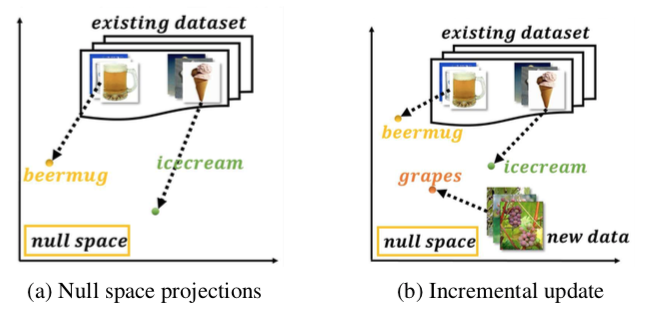 existing dataset
beermug
icecream
null space
(a) Null space projections
existing dataset
beermug
icecream
grapes
null space
new data
(b) Incremental update